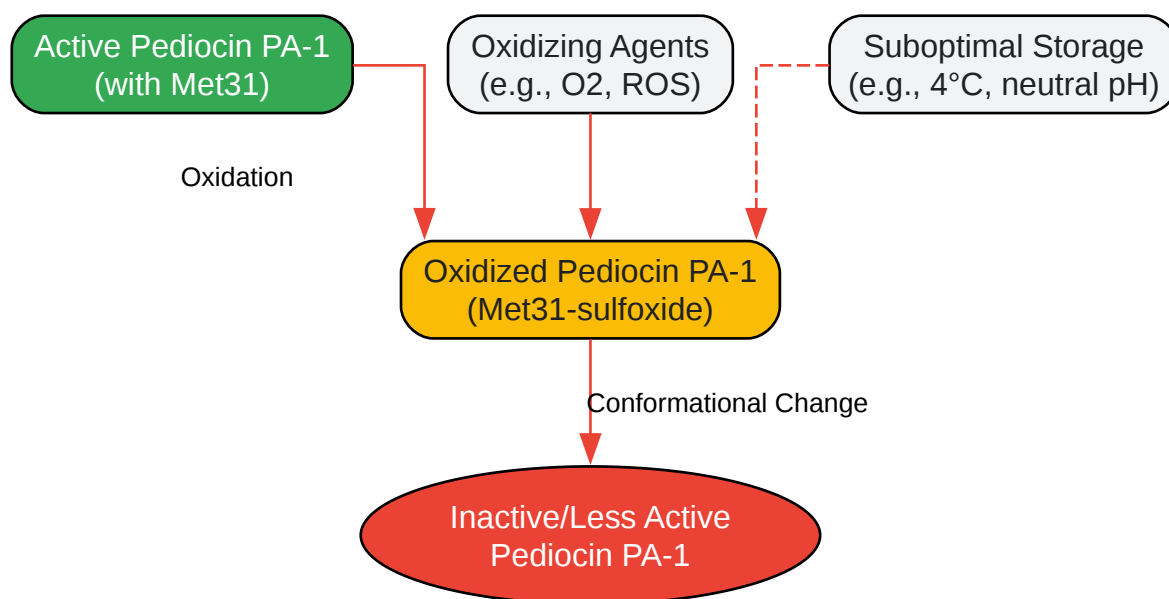 Active Pediocin PA-1
(with Met31)
Oxidizing Agents
(e.g., O2, ROS)
Suboptimal Storage
(e.g., 4°C, neutral pH)
Oxidation
Oxidized Pediocin PA-1
(Met31-sulfoxide)
Conformational Change
Inactive/Less Active
Pediocin PA-1